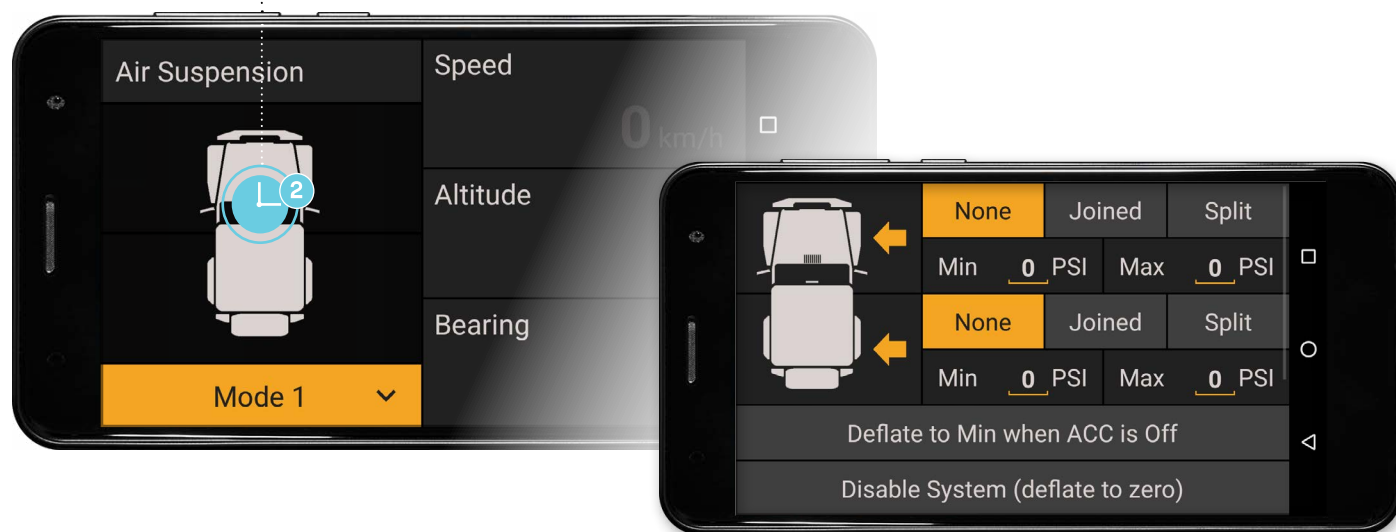 Air Suspension
Speed
0 km/h
2
Altitude
Bearing
Mode 1
None Joined Split
Min 0 PSI Max 0 PSI
None Joined Split
Min 0 PSI Max 0 PSI
Deflate to Min when ACC is Off
Disable System (deflate to zero)